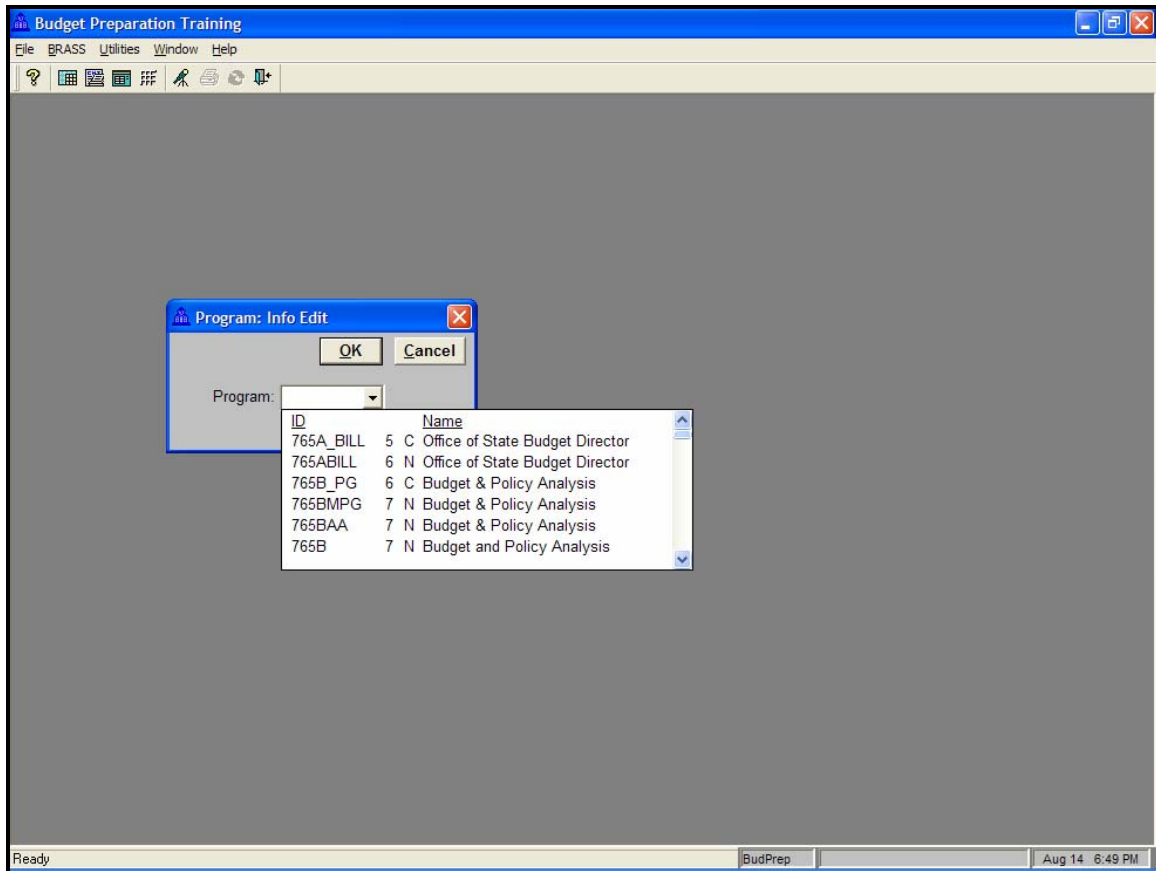 Budget Preparation Training
File BRASS Utilities Window Help
Program: Info Edit
OK Cancel
Program:
ID Name
765A_BILL 5 C Office of State Budget Director
765ABILL 6 N Office of State Budget Director
765B_PG 6 C Budget & Policy Analysis
765BMPG 7 N Budget & Policy Analysis
765BAA 7 N Budget & Policy Analysis
765B 7 N Budget and Policy Analysis
Ready BudPrep Aug 14 6:49 PM